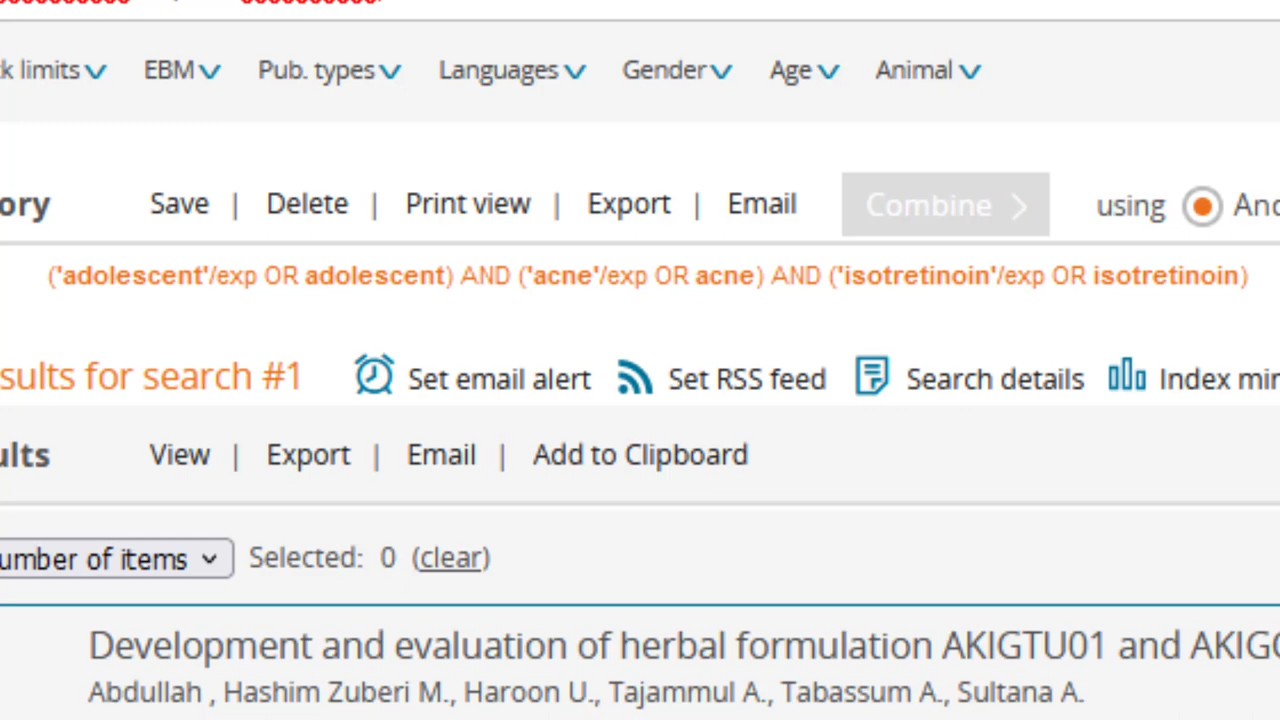 k limits EBM Pub. types Languages Gender Age Animal
ory Save | Delete | Print view | Export | Email Combine using And
('adolescent'/exp OR adolescent) AND ('acne'/exp OR acne) AND ('isotretinoin'/exp OR isotretinoin)
sults for search #1 Set email alert Set RSS feed Search details Index min
ults View | Export | Email | Add to Clipboard
umber of items Selected: 0 (clear)
Development and evaluation of herbal formulation AKIGTU01 and AKIG
Abdullah , Hashim Zuberi M., Haroon U., Tajammul A., Tabassum A., Sultana A.